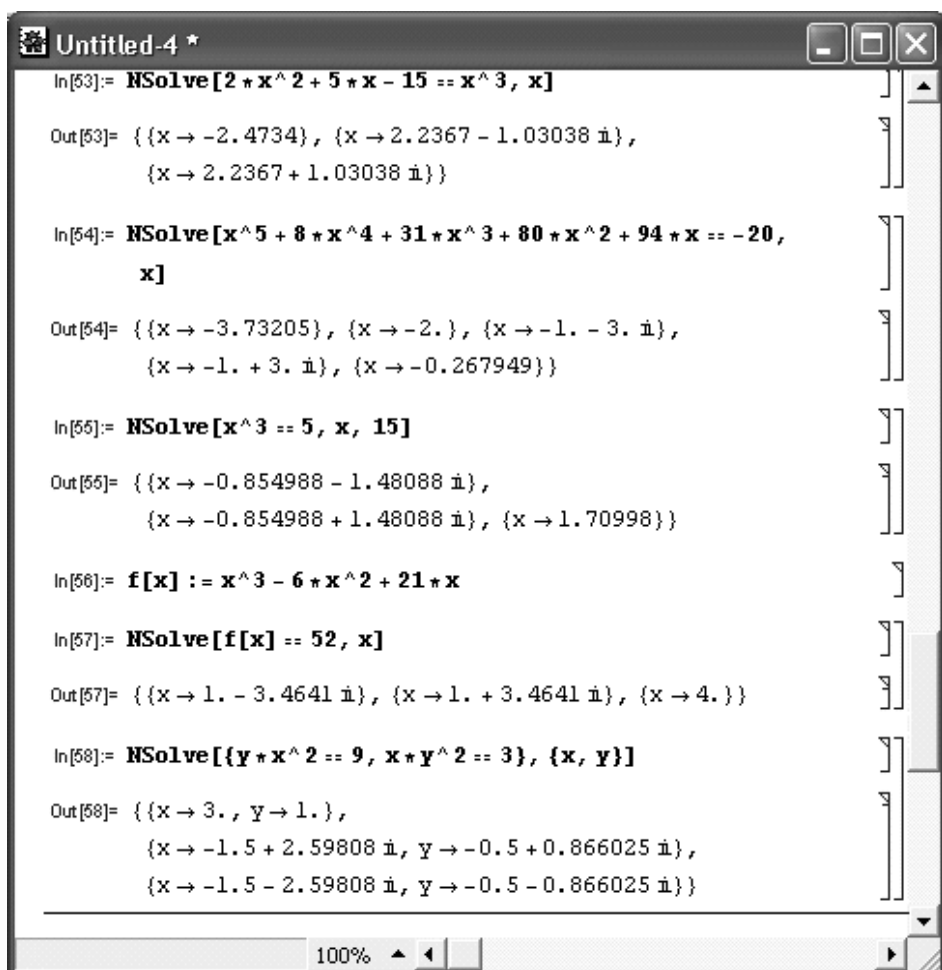 Untitled-4 *
In[53]:= NSolve[2 * x ^ 2 + 5 * x - 15 == x ^ 3, x]
Out[53]= {{x → -2.4734}, {x → 2.2367 - 1.03038 ⅈ},
{x → 2.2367 + 1.03038 ⅈ}}
In[54]:= NSolve[x^5 + 8 * x^4 + 31 * x^3 + 80 * x^2 + 94 * x == -20,
x]
Out[54]= {{x → -3.73205}, {x → -2.}, {x → -1. - 3. ⅈ},
{x → -1. + 3. ⅈ}, {x → -0.267949}}
In[55]:= NSolve[x^3 == 5, x, 15]
Out[55]= {{x → -0.854988 - 1.48088 ⅈ},
{x → -0.854988 + 1.48088 ⅈ}, {x → 1.70998}}
In[56]:= f[x] := x^3 - 6 * x^2 + 21 * x
In[57]:= NSolve[f[x] == 52, x]
Out[57]= {{x → 1. - 3.4641 ⅈ}, {x → 1. + 3.4641 ⅈ}, {x → 4.}}
In[58]:= NSolve[{y * x^2 == 9, x * y^2 == 3}, {x, y}]
Out[58]= {{x → 3., y → 1.},
{x → -1.5 + 2.59808 ⅈ, y → -0.5 + 0.866025 ⅈ},
{x → -1.5 - 2.59808 ⅈ, y → -0.5 - 0.866025 ⅈ}}
100%